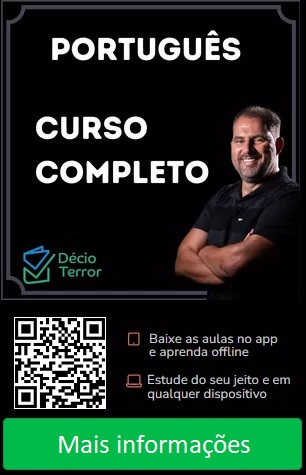 PORTUGUÊS
CURSO
COMPLETO
Décio
Terror
Baixe as aulas no app
e aprenda offline
Estude do seu jeito e em
qualquer dispositivo
Mais informações